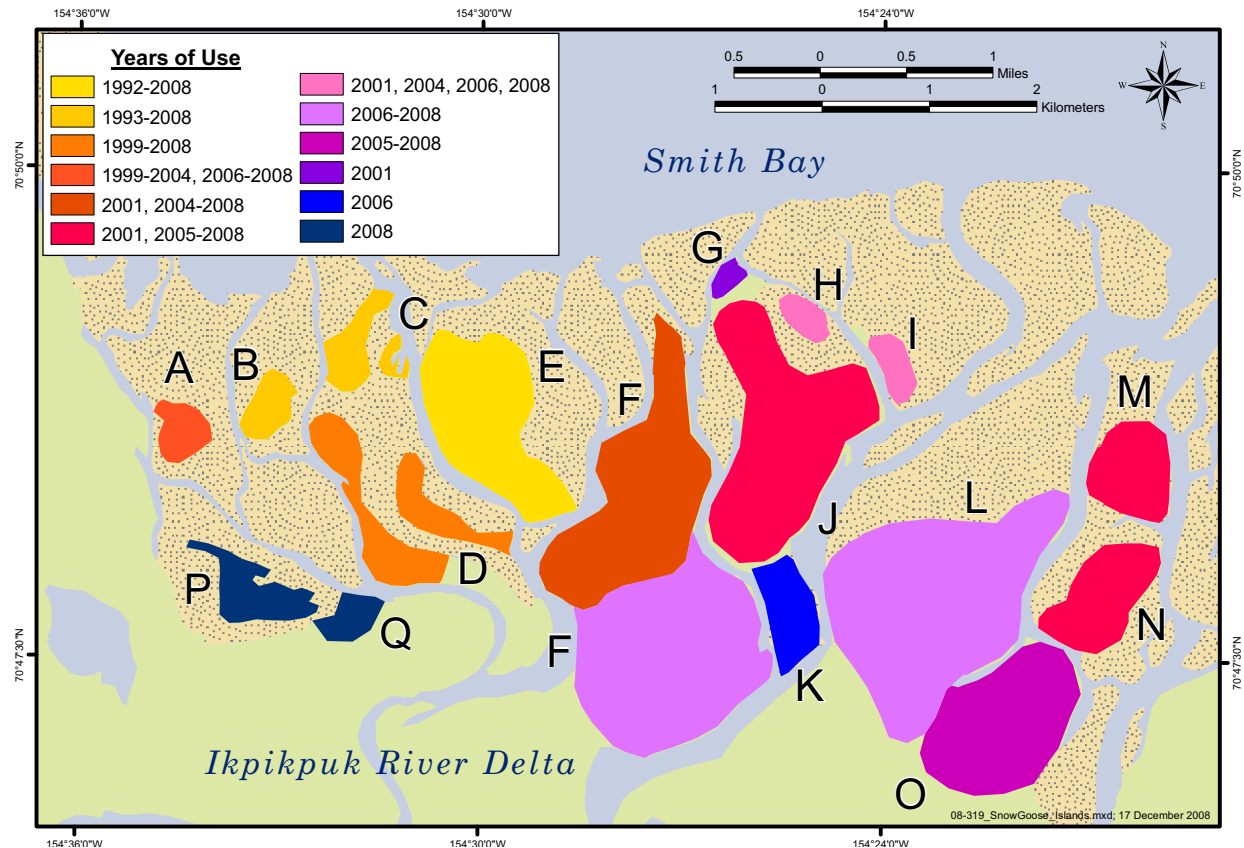 154°36'0"W
154°30'0"W
154°24'0"W
Years of Use
1992-2008
1993-2008
1999-2008
1999-2004, 2006-2008
2001, 2004-2008
2001, 2005-2008
2001, 2004, 2006, 2008
2006-2008
2005-2008
2001
2006
2008
0.5 0 0.5 1
Miles
1 0 1 2
Kilometers
N
W E
S
70°50'0"N
70°50'0"N
Smith Bay
G
H
C
I
A
B
E
F
M
L
J
D
P
Q
F
N
K
70°47'30"N
70°47'30"N
Ikpikpuk River Delta
O
08-319_SnowGoose_Islands.mxd; 17 December 2008
154°36'0"W
154°30'0"W
154°24'0"W